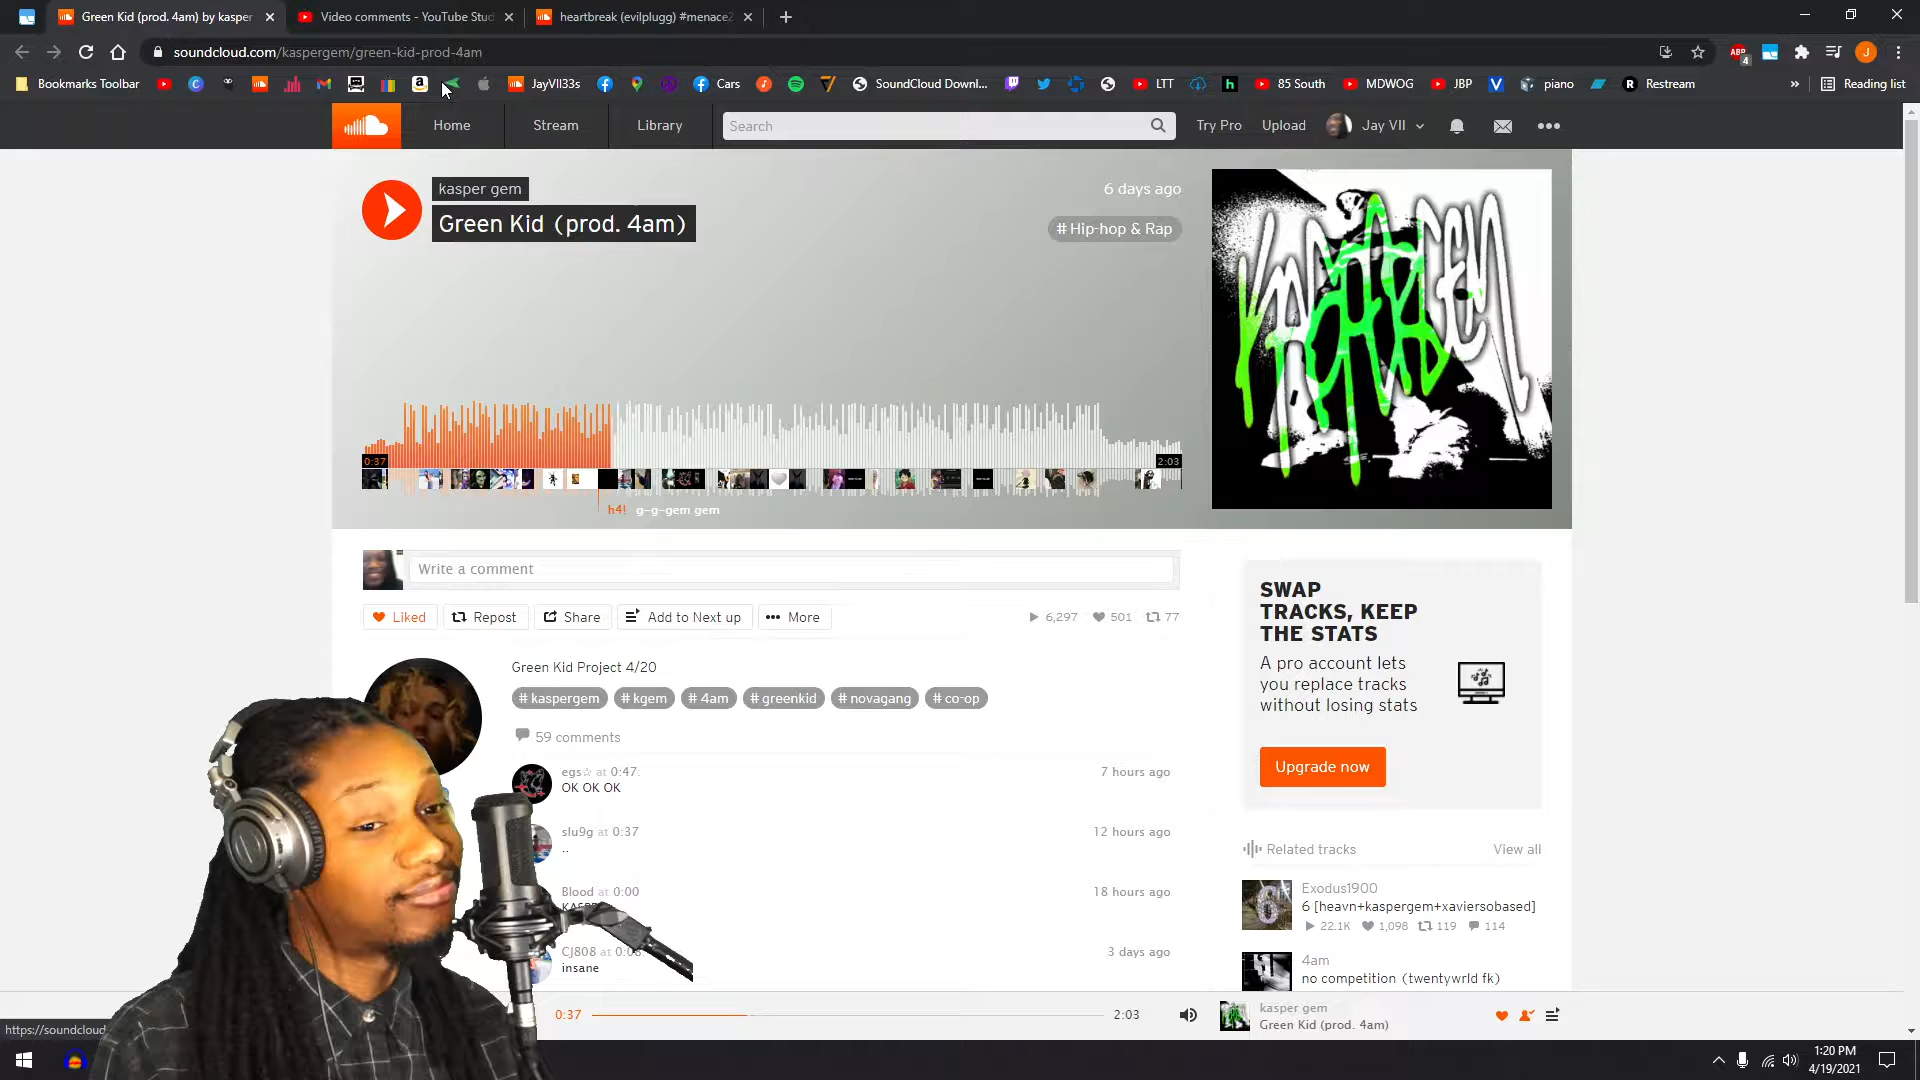 Green Kid (prod. 4am) by kasper
Video comments - YouTube Stud
heartbreak (evilplugg) #menace2
soundcloud.com/kaspergem/green-kid-prod-4am
Bookmarks Toolbar
JayVII33s
Cars
SoundCloud Downl...
LTT
85 South
MDWOG
JBP
piano
Restream
Reading list
Home
Stream
Library
Search
Try Pro
Upload
Jay VII
kasper gem
Green Kid (prod. 4am)
6 days ago
# Hip-hop & Rap
0:37
2:03
h4! g-g-gem gem
Write a comment
Liked
Repost
Share
Add to Next up
More
6,297
501
77
Green Kid Project 4/20
# kaspergem
# kgem
# 4am
# greenkid
# novagang
# co-op
59 comments
egs☆ at 0:47:
7 hours ago
OK OK OK
slu9g at 0:37
12 hours ago
..
Blood at 0:00
18 hours ago
CJ808 at
3 days ago
insane
SWAP
TRACKS, KEEP
THE STATS
A pro account lets
you replace tracks
without losing stats
Upgrade now
Related tracks
View all
Exodus1900
6 [heavn+kaspergem+xaviersobased]
22.1K
1,098
119
114
4am
no competition (twentywrld fk)
0:37
2:03
kasper gem
Green Kid (prod. 4am)
https://soundcloud
1:20 PM
4/19/2021